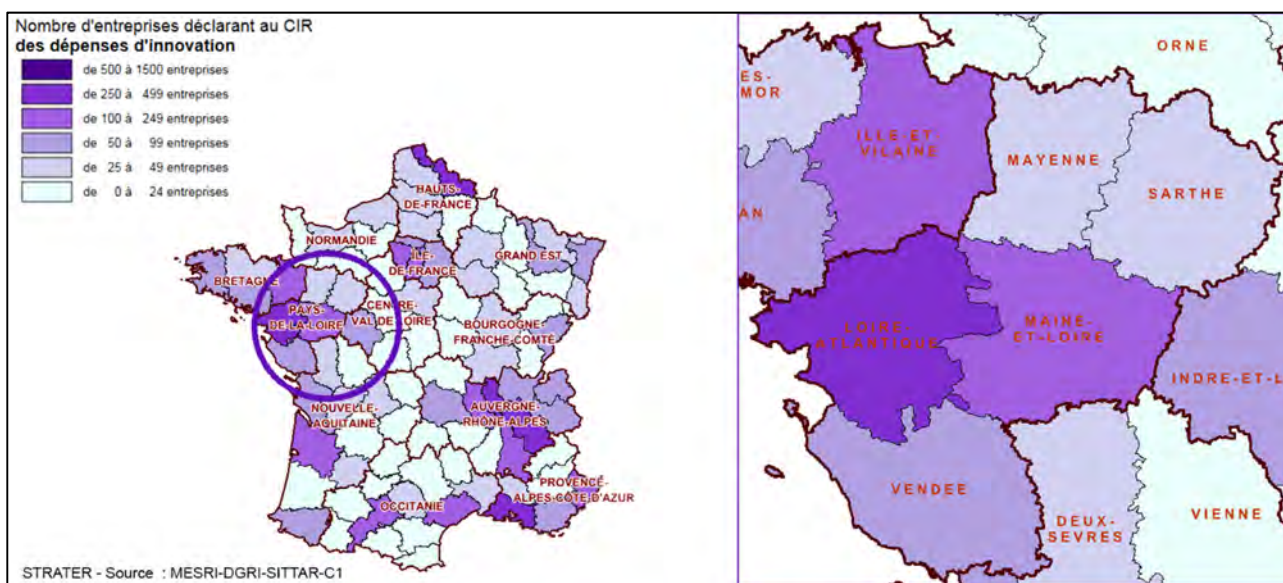 Nombre d'entreprises déclarant au CIR
des dépenses d'innovation
de 500 à 1500 entreprises
de 250 à 499 entreprises
de 100 à 249 entreprises
de 50 à 99 entreprises
de 25 à 49 entreprises
de 0 à 24 entreprises
HAUTS-
DE-FRANCE
NORMANDIE
ILE-
DE-FRANCE
GRAND EST
BRETAGNE
PAYS-
DE-LA-LOIRE
CENTRE-
VAL DE LOIRE
BOURGOGNE-
FRANCHE-COMTÉ
NOUVELLE-
AQUITAINE
AUVERGNE-
RHÔNE-ALPES
OCCITANIE
PROVENCE-
ALPES-CÔTE D'AZUR
STRATER - Source : MESRI-DGRI-SITTAR-C1
ORNE
ES-
MOR
ILLE-ET-
VILAINE
MAYENNE
SARTHE
AN
LOIRE-
ATLANTIQUE
MAINE-
ET-LOIRE
INDRE-ET-L
VENDEE
DEUX-
SEVRES
VIENNE